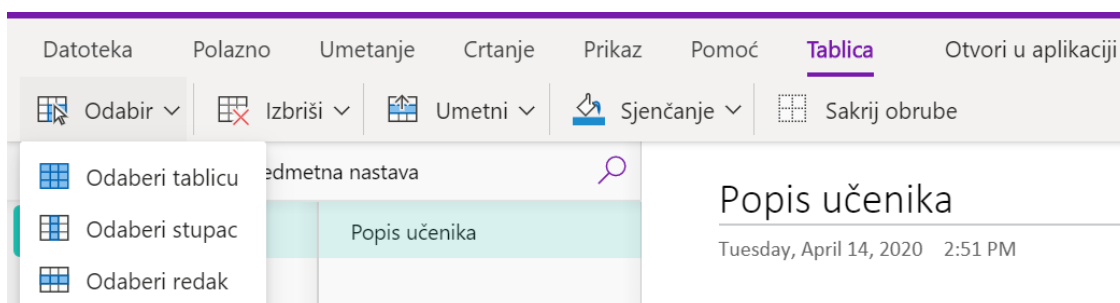 Datoteka Polazno Umetanje Crtanje Prikaz Pomoć Tablica Otvori u aplikaciji
Odabir Izbriši Umetni Sjenčanje Sakrij obrube
Odaberi tablicu
Odaberi stupac
Odaberi redak
edmetna nastava
Popis učenika
Popis učenika
Tuesday, April 14, 2020 2:51 PM